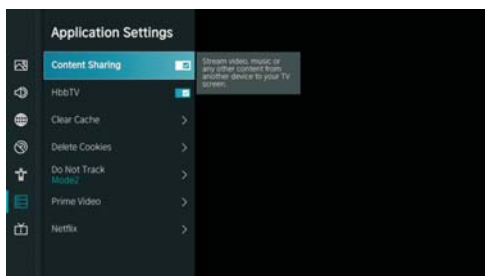 Application Settings
Content Sharing
Stream video, music or
any other content from
another device to your TV
screen.
HbbTV
Clear Cache
Delete Cookies
Do Not Track
Mode2
Prime Video
Netflix